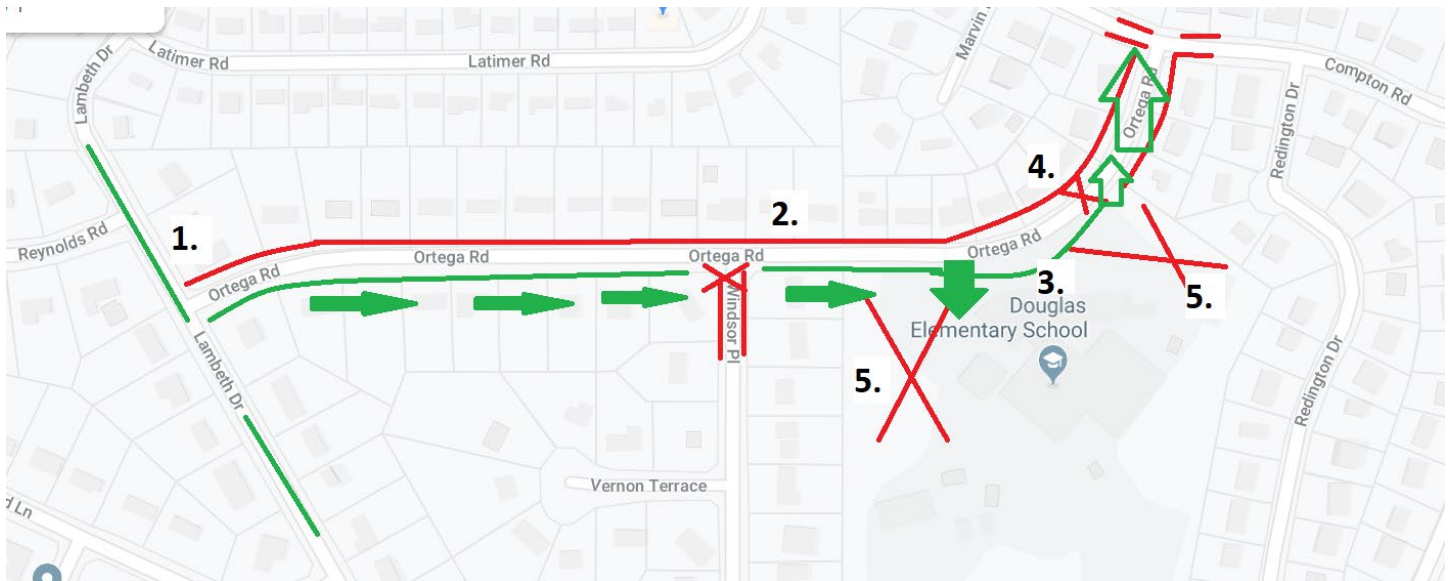 Lambeth Dr
Latimer Rd
Latimer Rd
Marvin
Ortega Rd
Compton Rd
Redington Dr
4.
Reynolds Rd
1.
2.
Ortega Rd
Ortega Rd
Ortega Rd
Ortega Rd
3.
5.
Windsor Pl
Douglas
Elementary School
Lambeth Dr
5.
Redington Dr
Vernon Terrace
d Ln